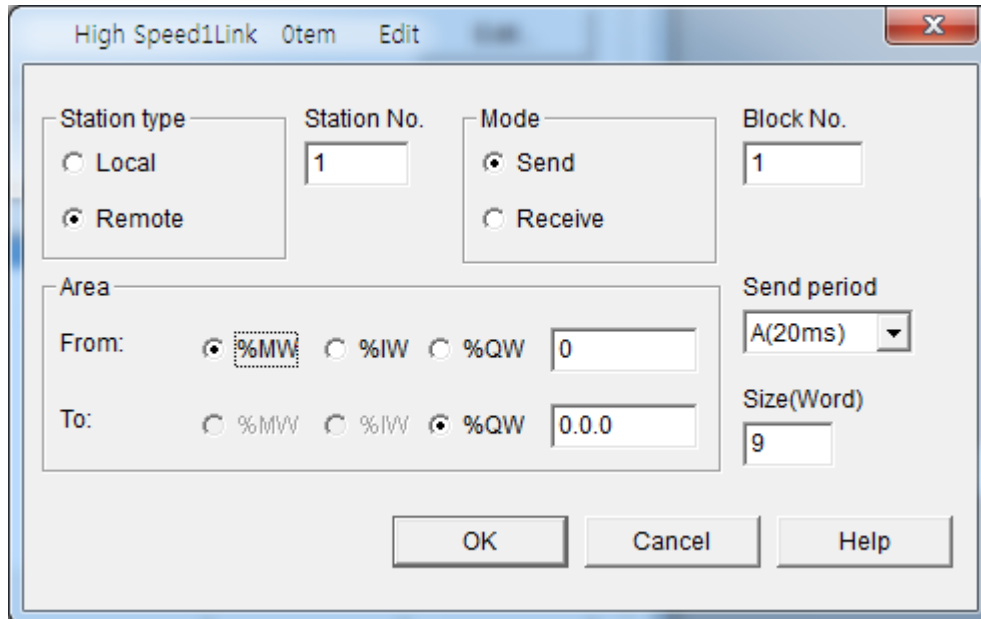 High Speed1Link 0tem Edit
Station type
Local
Remote
Station No.
1
Mode
Send
Receive
Block No.
1
Area
From: %MW %IW %QW 0
To: %MW %IW %QW 0.0.0
Send period
A(20ms)
Size(Word)
9
OK Cancel Help